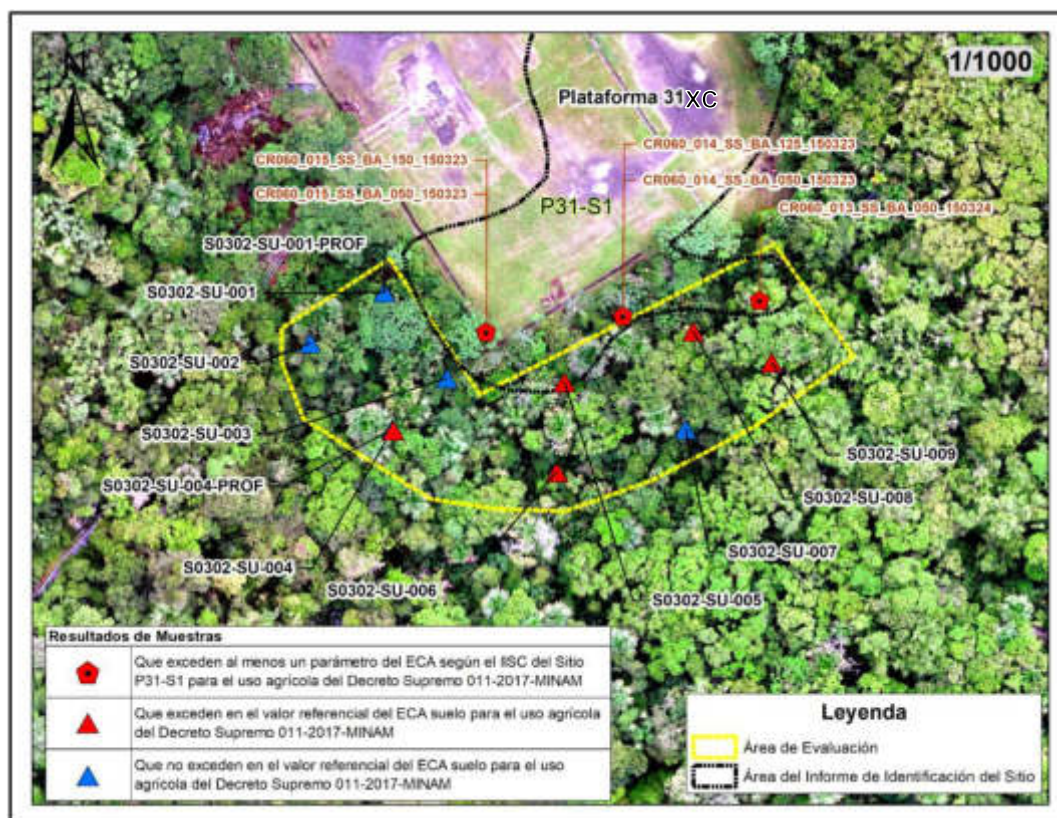 1/1000
Plataforma 31XC
CR060_014_SS_BA_125_150323
CR060_015_SS_BA_150_150323
CR060_014_SS_BA_050_150323
CR060_015_SS_BA_050_150323
P31-S1
CR060_013_SS_BA_050_150324
S0302-SU-001-PROF
S0302-SU-001
S0302-SU-002
S0302-SU-003
S0302-SU-009
S0302-SU-004-PROF
S0302-SU-008
S0302-SU-007
S0302-SU-004
S0302-SU-006
S0302-SU-005
Resultados de Muestras
Que exceden al menos un parámetro del ECA según el IISC del Sitio
P31-S1 para el uso agrícola del Decreto Supremo 011-2017-MINAM
Que exceden en el valor referencial del ECA suelo para el uso agrícola
del Decreto Supremo 011-2017-MINAM
Que no exceden en el valor referencial del ECA suelo para el uso
agrícola del Decreto Supremo 011-2017-MINAM
Leyenda
Área de Evaluación
Área del Informe de Identificación del Sitio